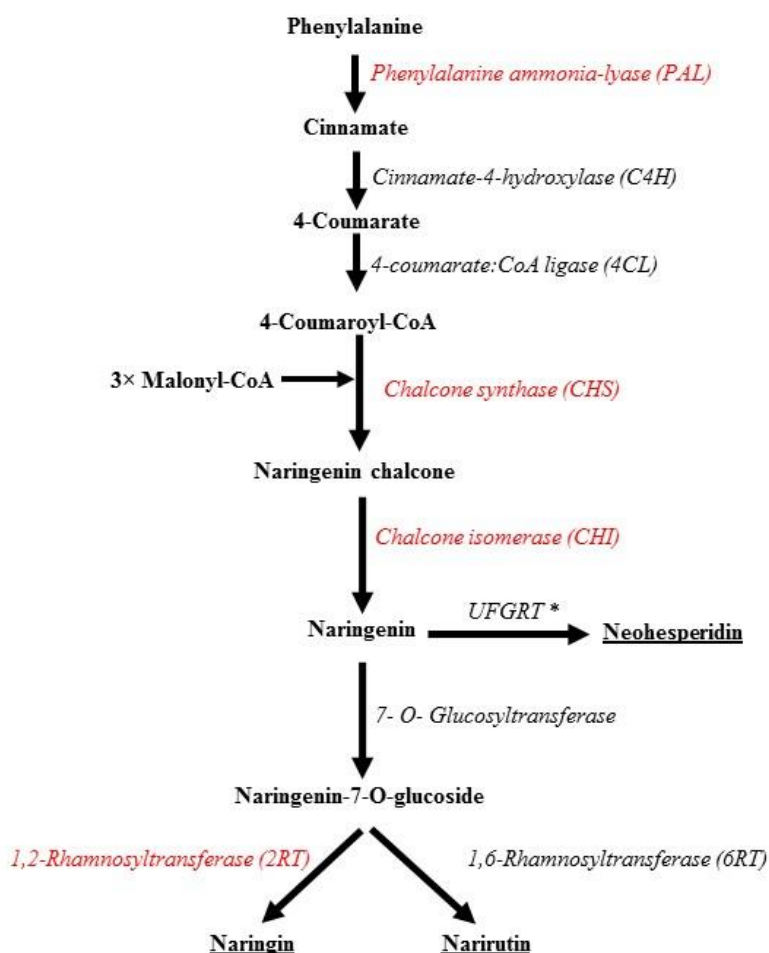 Phenylalanine
Phenylalanine ammonia-lyase (PAL)
Cinnamate
Cinnamate-4-hydroxylase (C4H)
4-Coumarate
4-coumarate:CoA ligase (4CL)
4-Coumaroyl-CoA
3× Malonyl-CoA
Chalcone synthase (CHS)
Naringenin chalcone
Chalcone isomerase (CHI)
Naringenin
UFGRT *
Neohesperidin
7- O- Glucosyltransferase
Naringenin-7-O-glucoside
1,2-Rhamnosyltransferase (2RT)
1,6-Rhamnosyltransferase (6RT)
Naringin
Narirutin